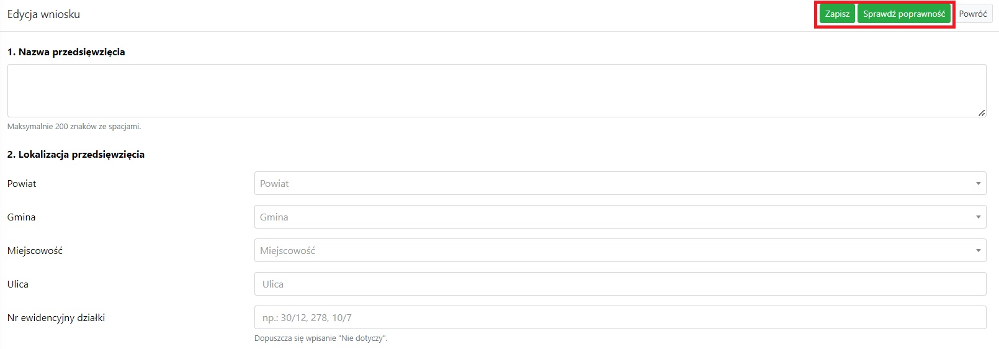 Edycja wniosku
Zapisz
Sprawdź poprawność
Powróć
1. Nazwa przedsięwzięcia
Maksymalnie 200 znaków ze spacjami.
2. Lokalizacja przedsięwzięcia
Powiat
Powiat
Gmina
Gmina
Miejscowość
Miejscowość
Ulica
Ulica
Nr ewidencyjny działki
np.: 30/12, 278, 10/7
Dopuszcza się wpisanie "Nie dotyczy".